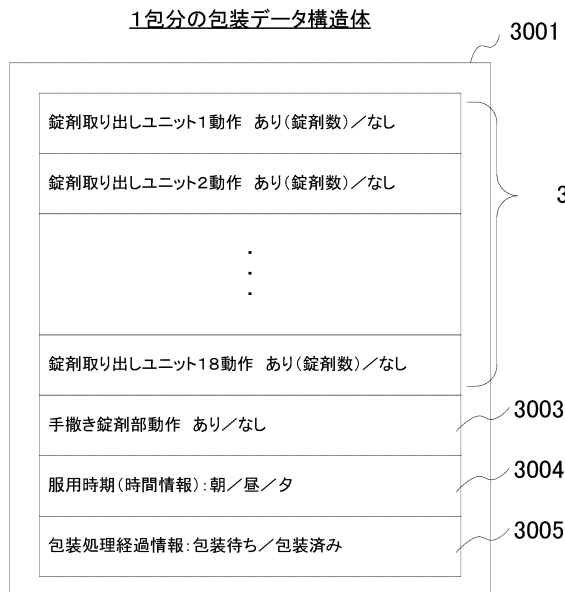 1包分の包装データ構造体
3001
錠剤取り出しユニット1動作 あり(錠剤数)/なし
錠剤取り出しユニット2動作 あり(錠剤数)/なし
3
・
・
・
錠剤取り出しユニット18動作 あり(錠剤数)/なし
手撒き錠剤部動作 あり/なし
3003
服用時期(時間情報):朝/昼/夕
3004
包装処理経過情報:包装待ち/包装済み
3005